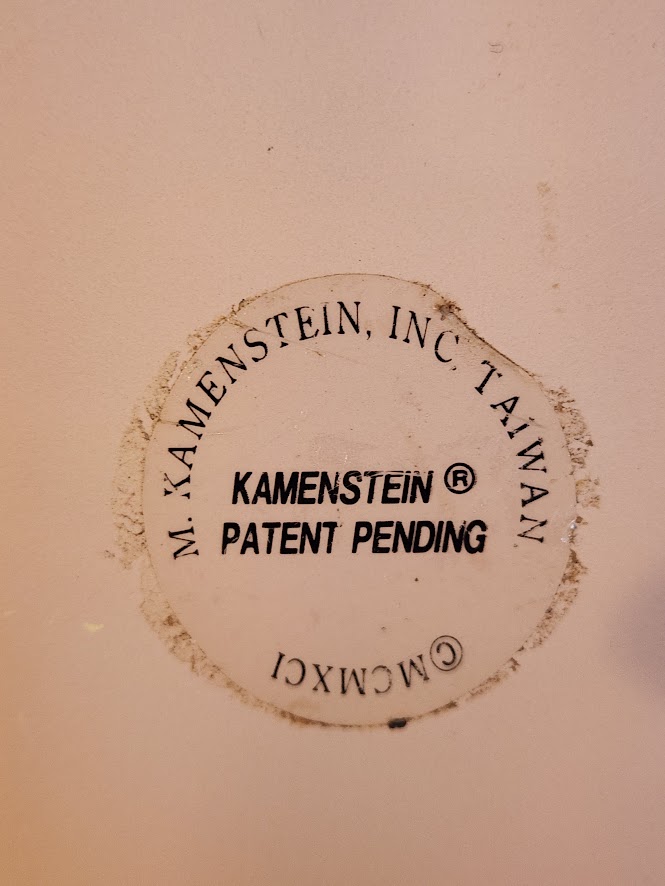 M. KAMENSTEIN, INC. TAIWAN
KAMENSTEIN ®
PATENT PENDING
©MCMXCI